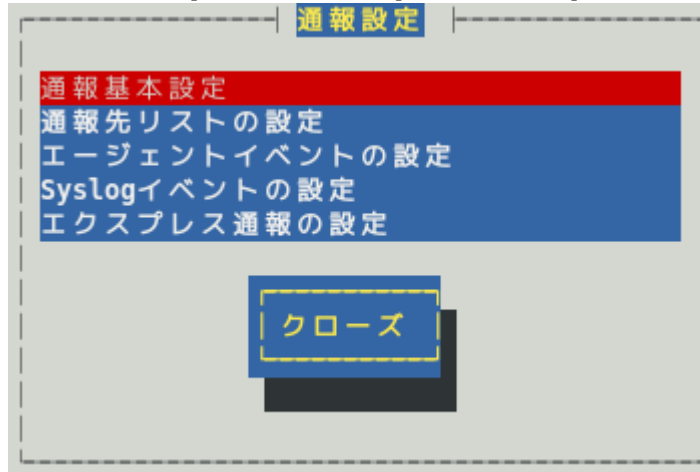 通報設定
通報基本設定
通報先リストの設定
エージェントイベントの設定
Syslogイベントの設定
エクスプレス通報の設定
クローズ